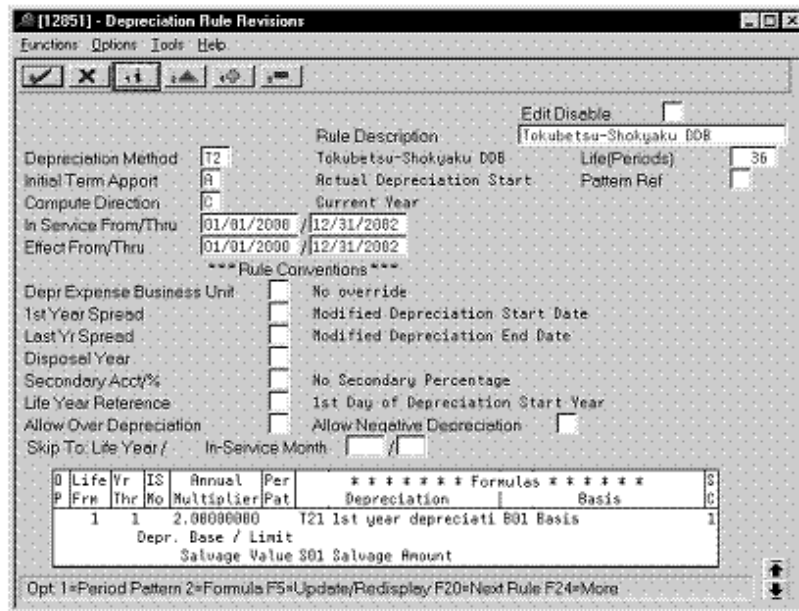 [12851] - Depreciation Rule Revisions
Functions Options Tools Help
Edit Disable
Rule Description Tokubetsu-Shokyaku DDB
Depreciation Method T2 Tokubetsu-Shokyaku DDB Life(Periods) 36
Initial Term Apport A Actual Depreciation Start Pattern Ref
Compute Direction C Current Year
In Service From/Thru 01/01/2000 / 12/31/2002
Effect From/Thru 01/01/2000 / 12/31/2002
*** Rule Conventions ***
Depr Expense Business Unit No override
1st Year Spread Modified Depreciation Start Date
Last Yr Spread Modified Depreciation End Date
Disposal Year
Secondary Acct/% No Secondary Percentage
Life Year Reference 1st Day of Depreciation Start Year
Allow Over Depreciation Allow Negative Depreciation
Skip To: Life Year / In-Service Month /
O Life Yr IS Annual Per * * * * * * * Formulas * * * * * * S
P Frm Thr Mo Multiplier Pat Depreciation | Basis C
1 1 2.00000000 T21 1st year depreciati B01 Basis 1
Depr. Base / Limit
Salvage Value S01 Salvage Amount
Opt: 1=Period Pattern 2=Formula F5=Update/Redisplay F20=Next Rule F24=More